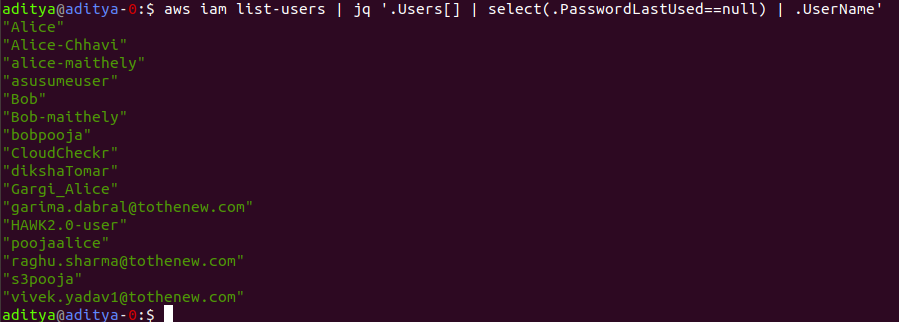 aditya@aditya-0:$ aws iam list-users | jq '.Users[] | select(.PasswordLastUsed==null) | .UserName'
"Alice"
"Alice-Chhavi"
"alice-maithely"
"asusumeuser"
"Bob"
"Bob-maithely"
"bobpooja"
"CloudCheckr"
"dikshaTomar"
"Gargi_Alice"
"garima.dabral@tothenew.com"
"HAWK2.0-user"
"poojaalice"
"raghu.sharma@tothenew.com"
"s3pooja"
"vivek.yadav1@tothenew.com"
aditya@aditya-0:$